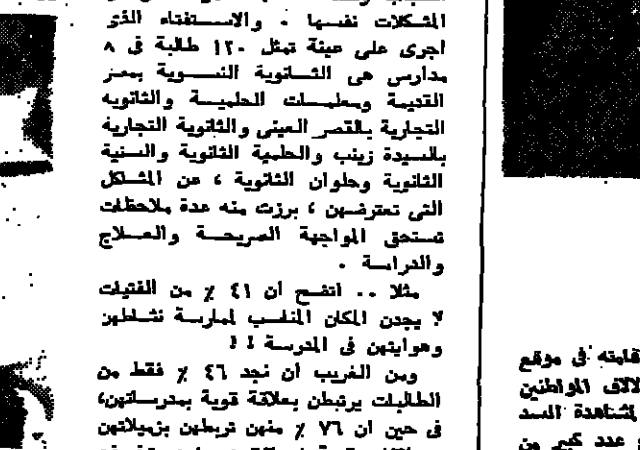 المشكلات نفسها . والاستفتاء الذى
اجرى على عينة تمثل ١٢٠ طالبة فى ٨
مدارس هى الثانوية النسوية بمصر
القديمة ومعلمات الحلمية والثانويه
التجارية بالقصر العينى والثانوية التجارية
بالسيدة زينب والحلمية الثانوية والسنية
الثانوية وحلوان الثانوية ، عن المشاكل
التى تعترضهن ، برزت منه عدة ملاحظات
تستحق المواجهة الصريحة والعلاج
والدراسة .
مثلا .. اتضح ان ٤١ ٪ من الفتيات
لا يجدن المكان المناسب لممارسة نشاطهن
وهوايتهن فى المدرسة ! !
ومن الغريب ان نجد ٤٦ ٪ فقط من
الطالبات يرتبطن بعلاقة قوية بمدرساتهن،
فى حين ان ٧٦ ٪ منهن تربطهن بزميلاتهن
قامته فى موقع
المواطنين
لمشاهدة السد
عدد كبير من